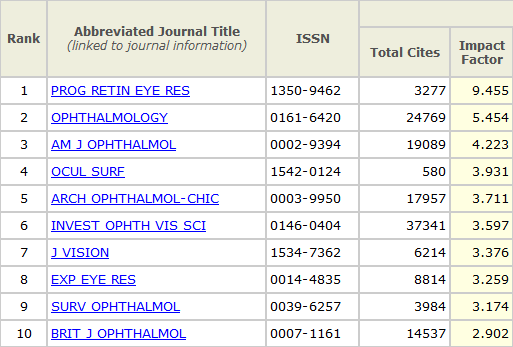 Rank Abbreviated Journal Title ISSN Total Cites Impact Factor
(linked to journal information)
1 PROG RETIN EYE RES 1350-9462 3277 9.455
2 OPHTHALMOLOGY 0161-6420 24769 5.454
3 AM J OPHTHALMOL 0002-9394 19089 4.223
4 OCUL SURF 1542-0124 580 3.931
5 ARCH OPHTHALMOL-CHIC 0003-9950 17957 3.711
6 INVEST OPHTH VIS SCI 0146-0404 37341 3.597
7 J VISION 1534-7362 6214 3.376
8 EXP EYE RES 0014-4835 8814 3.259
9 SURV OPHTHALMOL 0039-6257 3984 3.174
10 BRIT J OPHTHALMOL 0007-1161 14537 2.902